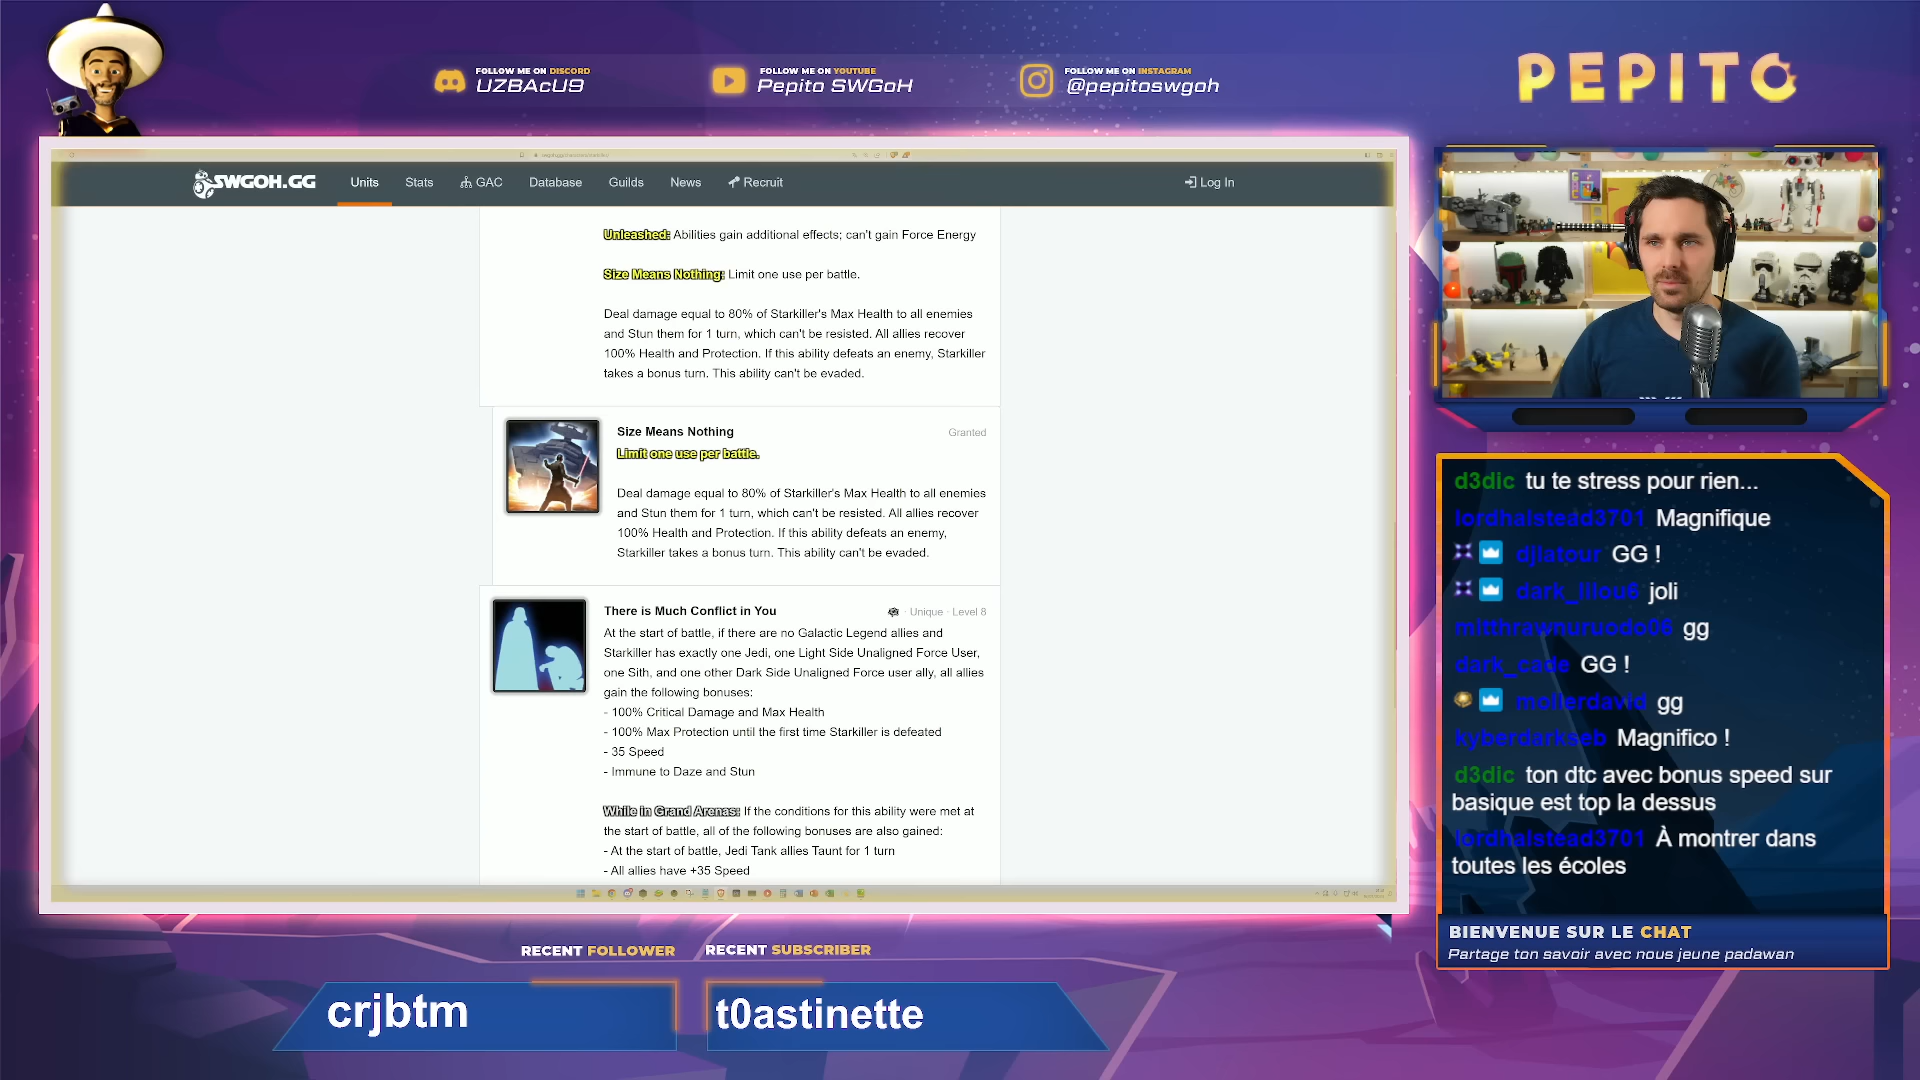 FOLLOW ME ON DISCORD
UZBAcU9
FOLLOW ME ON YOUTUBE
Pepito SWGoH
FOLLOW ME ON INSTAGRAM
@pepitoswgoh
PEPITO
SWGOH.GG
Units
Stats
GAC
Database
Guilds
News
Recruit
Log In
Unleashed: Abilities gain additional effects; can't gain Force Energy
Size Means Nothing: Limit one use per battle.
Deal damage equal to 80% of Starkiller's Max Health to all enemies
and Stun them for 1 turn, which can't be resisted. All allies recover
100% Health and Protection. If this ability defeats an enemy, Starkiller
takes a bonus turn. This ability can't be evaded.
Size Means Nothing
Granted
Limit one use per battle.
Deal damage equal to 80% of Starkiller's Max Health to all enemies
and Stun them for 1 turn, which can't be resisted. All allies recover
100% Health and Protection. If this ability defeats an enemy,
Starkiller takes a bonus turn. This ability can't be evaded.
There is Much Conflict in You
· Unique · Level 8
At the start of battle, if there are no Galactic Legend allies and
Starkiller has exactly one Jedi, one Light Side Unaligned Force User,
one Sith, and one other Dark Side Unaligned Force user ally, all allies
gain the following bonuses:
- 100% Critical Damage and Max Health
- 100% Max Protection until the first time Starkiller is defeated
- 35 Speed
- Immune to Daze and Stun
While in Grand Arenas: If the conditions for this ability were met at
the start of battle, all of the following bonuses are also gained:
- At the start of battle, Jedi Tank allies Taunt for 1 turn
- All allies have +35 Speed
d3dic tu te stress pour rien...
lordhalstead3701 Magnifique
djlatour GG !
dark_lilou6 joli
mitthrawnuruodo06 gg
dark_cade GG !
mollerdavid gg
kyberdarkseb Magnifico !
d3dic ton dtc avec bonus speed sur
basique est top la dessus
lordhalstead3701 À montrer dans
toutes les écoles
BIENVENUE SUR LE CHAT
Partage ton savoir avec nous jeune padawan
RECENT FOLLOWER
crjbtm
RECENT SUBSCRIBER
t0astinette